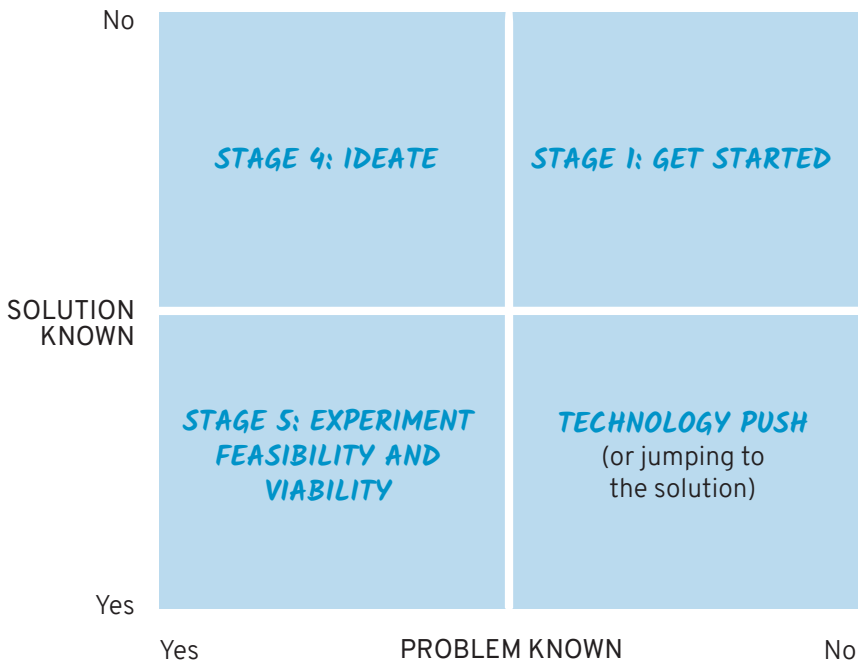 No
STAGE 4: IDEATE
STAGE 1: GET STARTED
SOLUTION
KNOWN
STAGE 5: EXPERIMENT
FEASIBILITY AND
VIABILITY
TECHNOLOGY PUSH
(or jumping to
the solution)
Yes
Yes
PROBLEM KNOWN
No